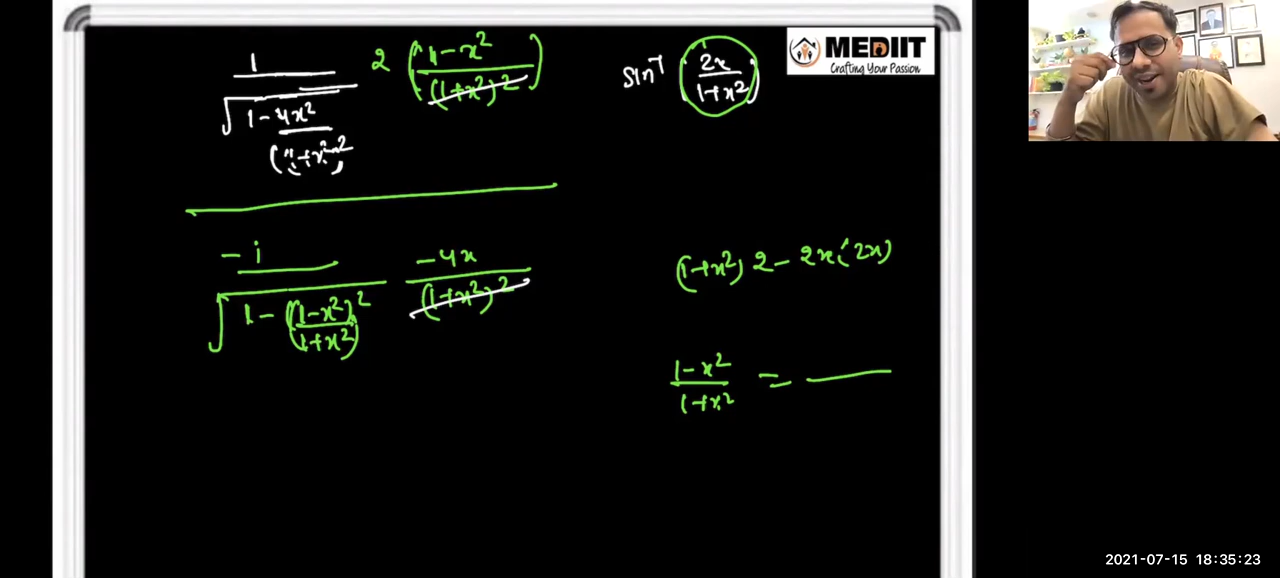 1 / √(1 - 4x² / (1+x²)²) 2 ((1-x²) / (1+x²)²)
sin⁻¹ (2x / 1+x²)
MEDIIT
Crafting Your Passion
-1 / √(1 - ((1-x²) / (1+x²))²) -4x / (1+x²)²
(1+x²) 2 - 2x (2x)
1-x² / 1+x² = ―
2021-07-15 18:35:23